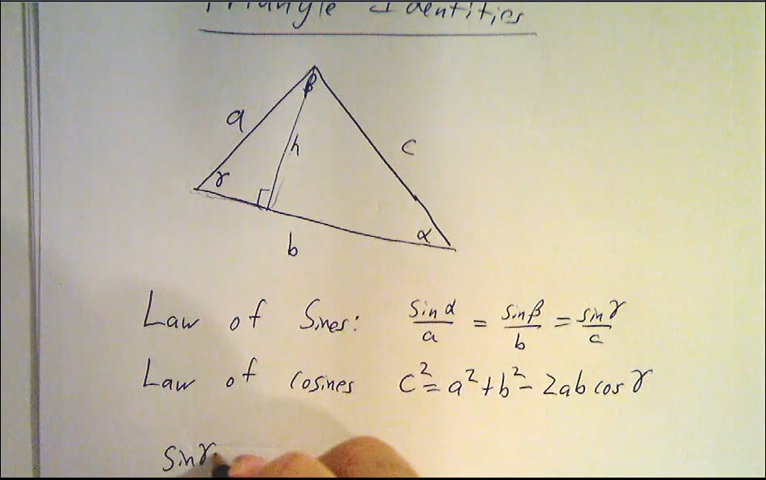 Triangle Identities
β
a
h
c
γ
α
b
Law of Sines: sin α / a = sin β / b = sin γ / c
Law of Cosines c² = a² + b² - 2ab cos γ
sin γ